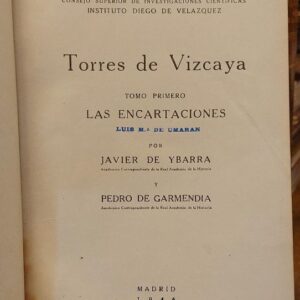 CONSEJO SUPERIOR DE INVESTIGACIONES CIENTIFICAS
INSTITUTO DIEGO DE VELAZQUEZ
Torres de Vizcaya
TOMO PRIMERO
LAS ENCARTACIONES
LUIS M.ª DE UMARAN
POR
JAVIER DE YBARRA
Académico Correspondiente de la Real Academia de la Historia
Y
PEDRO DE GARMENDIA
Académico Correspondiente de la Real Academia de la Historia
MADRID